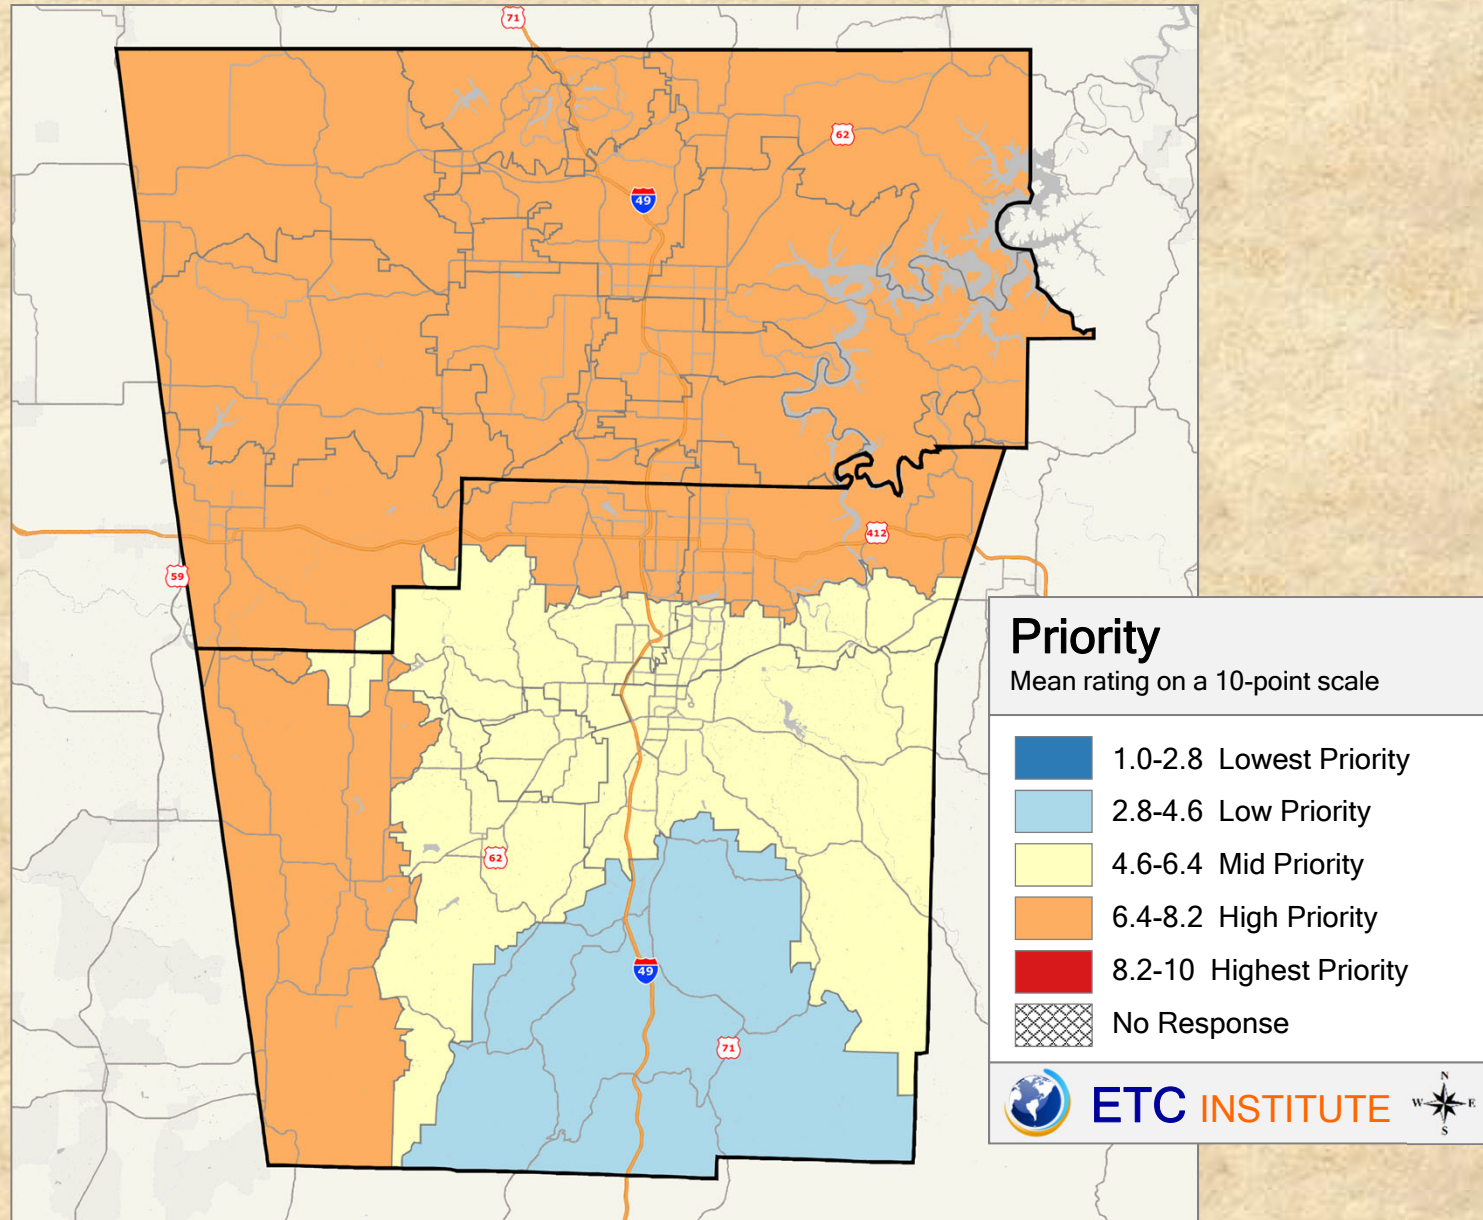 71
62
49
412
59
62
49
71
Priority
Mean rating on a 10-point scale
1.0-2.8 Lowest Priority
2.8-4.6 Low Priority
4.6-6.4 Mid Priority
6.4-8.2 High Priority
8.2-10 Highest Priority
No Response
ETC INSTITUTE
N
W E
S